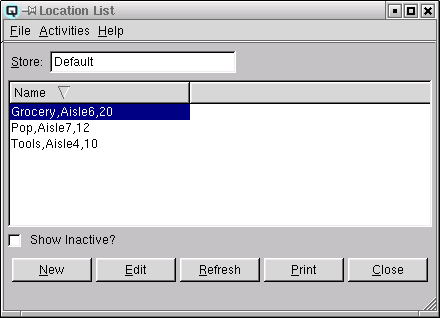 Location List
File Activities Help
Store: Default
Name
Grocery,Aisle6,20
Pop,Aisle7,12
Tools,Aisle4,10
Show Inactive?
New Edit Refresh Print Close